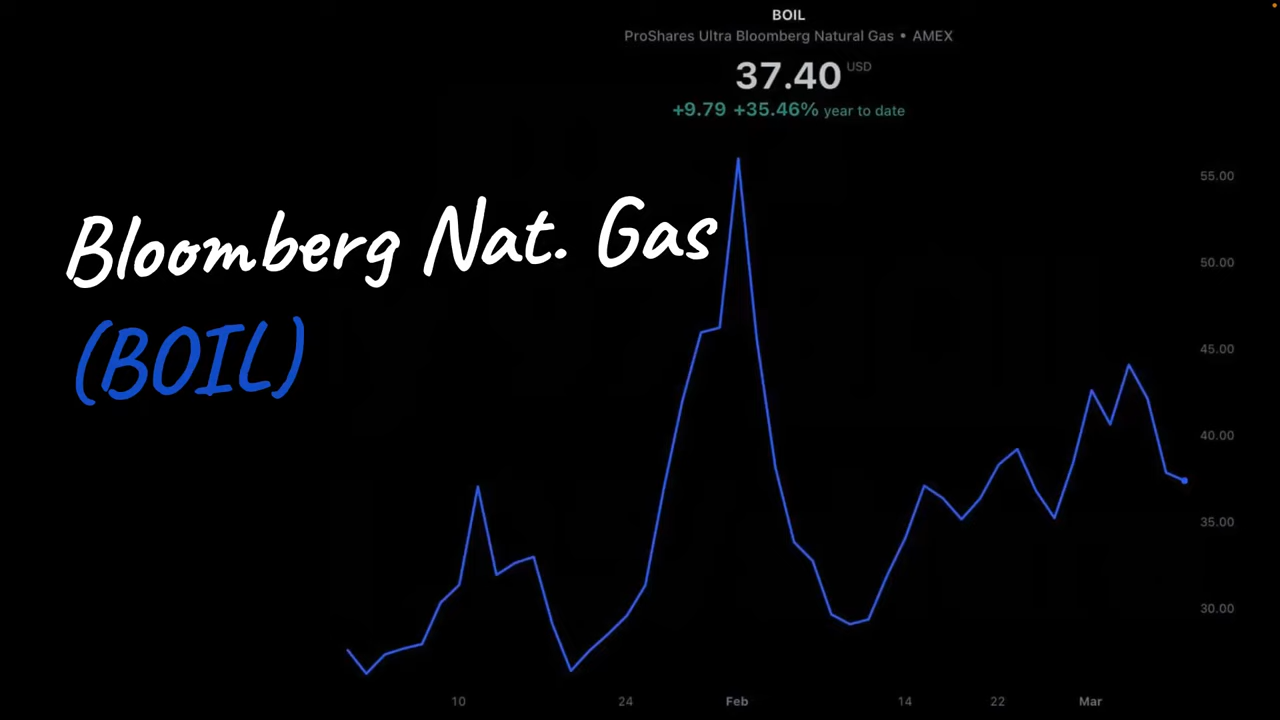 BOIL
ProShares Ultra Bloomberg Natural Gas • AMEX
37.40 USD
+9.79 +35.46% year to date
Bloomberg Nat. Gas
(BOIL)
55.00
50.00
45.00
40.00
35.00
30.00
10 24 Feb 14 22 Mar